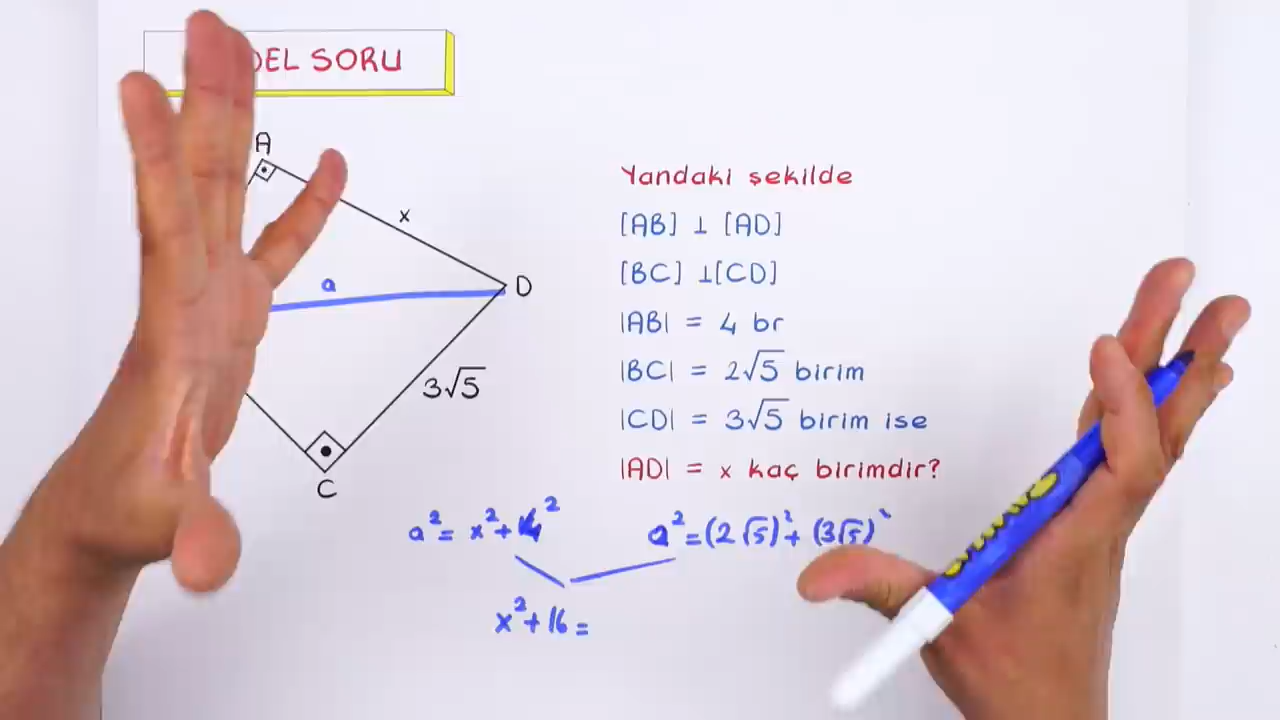 DEL SORU
A
x
a
D
3√5
C
Yandaki şekilde
[AB] ⊥ [AD]
[BC] ⊥[CD]
|AB| = 4 br
|BC| = 2√5 birim
|CD| = 3√5 birim ise
|AD| = x kaç birimdir?
a² = x² + 4²
a² = (2√5)² + (3√5)²
x² + 16 =